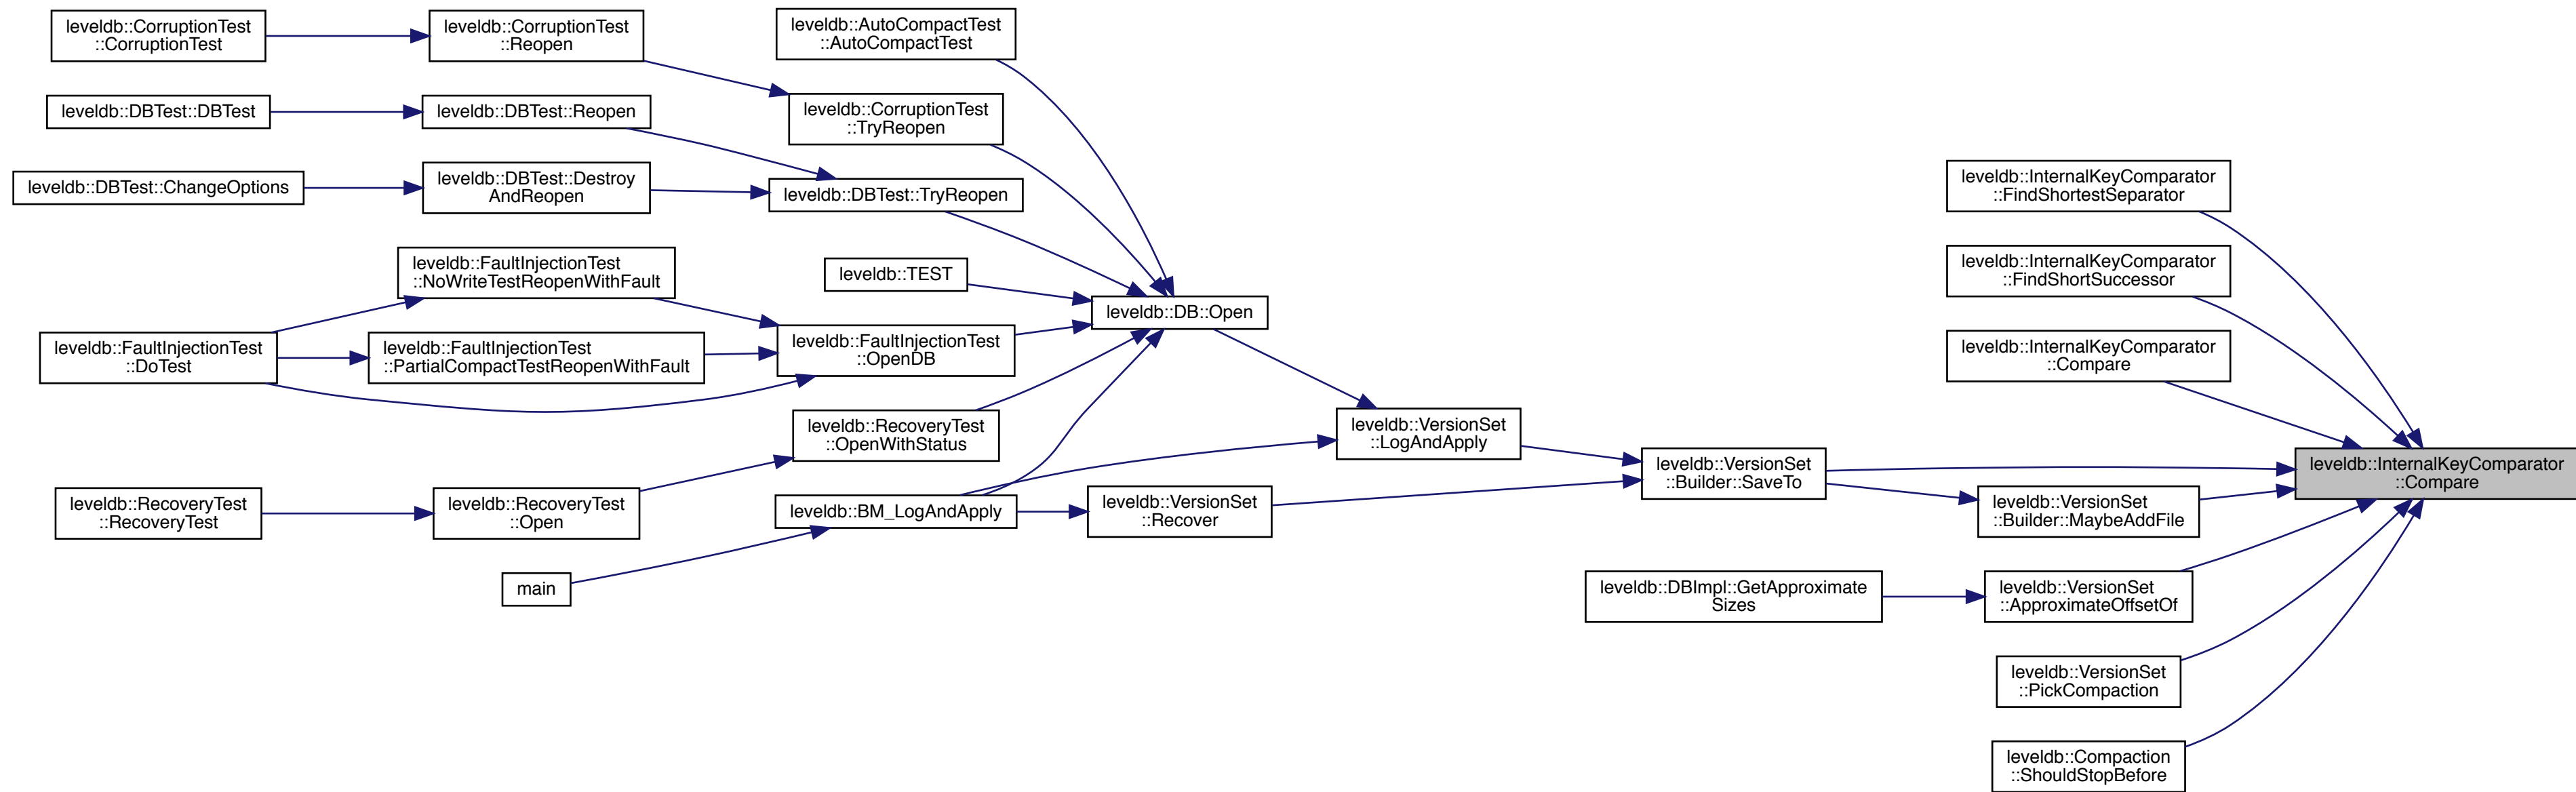 leveldb::CorruptionTest
::CorruptionTest
leveldb::CorruptionTest
::Reopen
leveldb::AutoCompactTest
::AutoCompactTest
leveldb::DBTest::DBTest
leveldb::DBTest::Reopen
leveldb::CorruptionTest
::TryReopen
leveldb::DBTest::ChangeOptions
leveldb::DBTest::Destroy
AndReopen
leveldb::DBTest::TryReopen
leveldb::InternalKeyComparator
::FindShortestSeparator
leveldb::FaultInjectionTest
::NoWriteTestReopenWithFault
leveldb::TEST
leveldb::InternalKeyComparator
::FindShortSuccessor
leveldb::DB::Open
leveldb::FaultInjectionTest
::DoTest
leveldb::FaultInjectionTest
::PartialCompactTestReopenWithFault
leveldb::FaultInjectionTest
::OpenDB
leveldb::InternalKeyComparator
::Compare
leveldb::RecoveryTest
::OpenWithStatus
leveldb::VersionSet
::LogAndApply
leveldb::VersionSet
::Builder::SaveTo
leveldb::InternalKeyComparator
::Compare
leveldb::RecoveryTest
::RecoveryTest
leveldb::RecoveryTest
::Open
leveldb::BM_LogAndApply
leveldb::VersionSet
::Recover
leveldb::VersionSet
::Builder::MaybeAddFile
main
leveldb::DBImpl::GetApproximate
Sizes
leveldb::VersionSet
::ApproximateOffsetOf
leveldb::VersionSet
::PickCompaction
leveldb::Compaction
::ShouldStopBefore